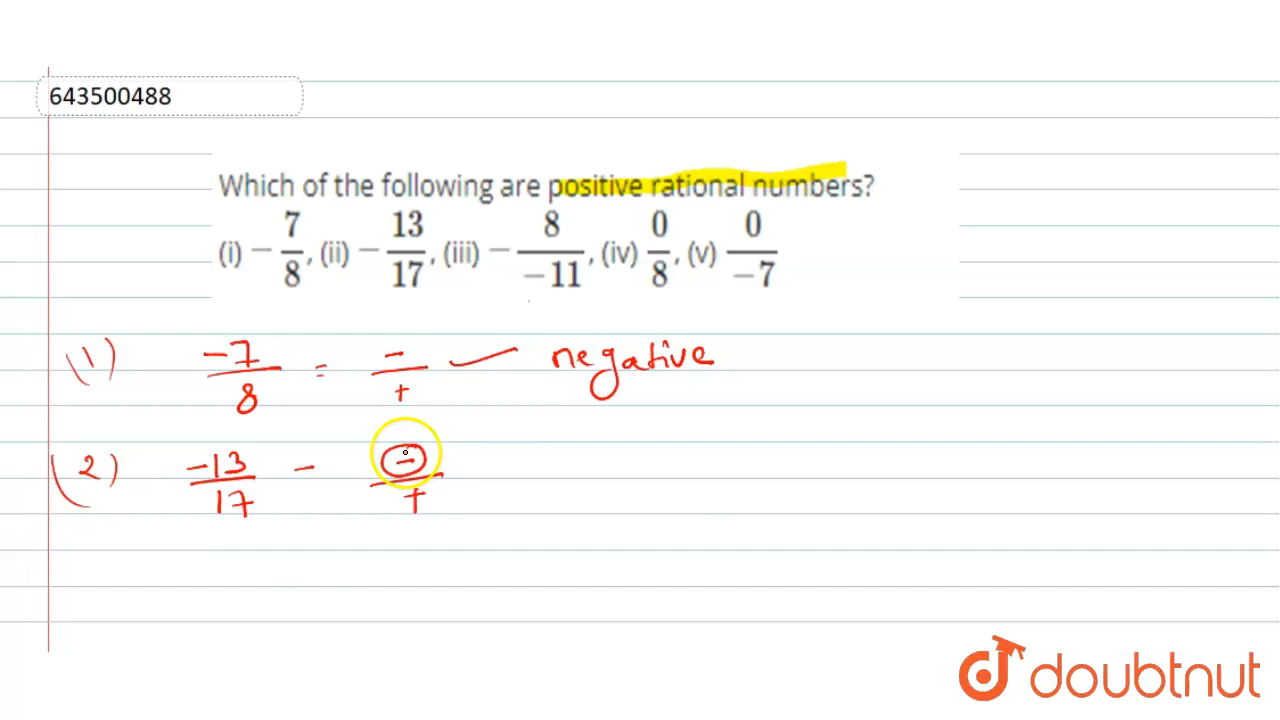 643500488
Which of the following are positive rational numbers?
(i) − 7/8, (ii) − 13/17, (iii) − 8/−11, (iv) 0/8, (v) 0/−7
(1) −7/8 = −/+ negative
(2) −13/17 − −/+
doubtnut